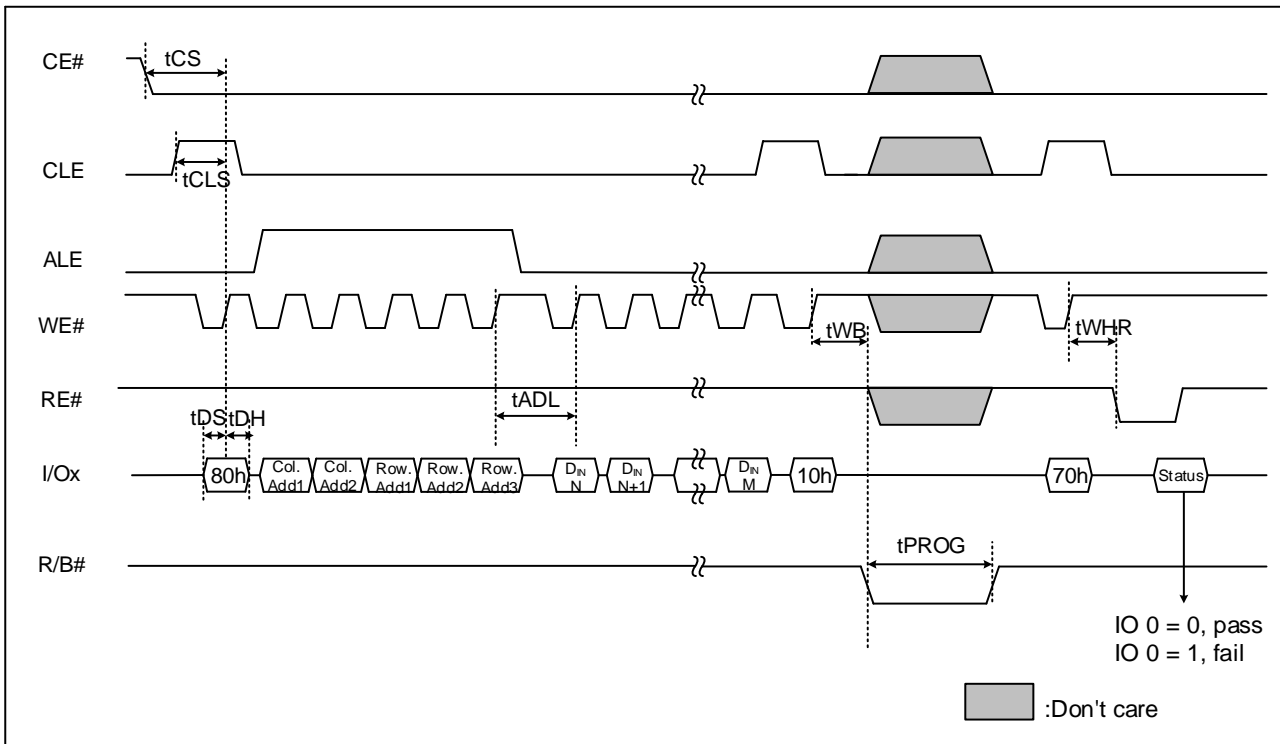 CE#
tCS
CLE
tCLS
ALE
WE#
tWB
tWHR
RE#
tADL
tDS
tDH
I/Ox
80h
Col.
Add1
Col.
Add2
Row.
Add1
Row.
Add2
Row.
Add3
DIN
N
DIN
N+1
DIN
M
10h
70h
Status
R/B#
tPROG
IO 0 = 0, pass
IO 0 = 1, fail
:Don't care